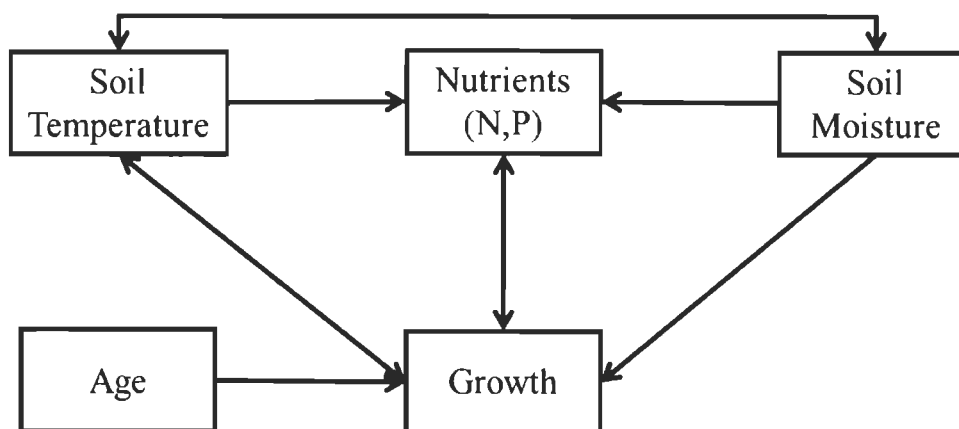 Soil
Temperature
Nutrients
(N,P)
Soil
Moisture
Age
Growth